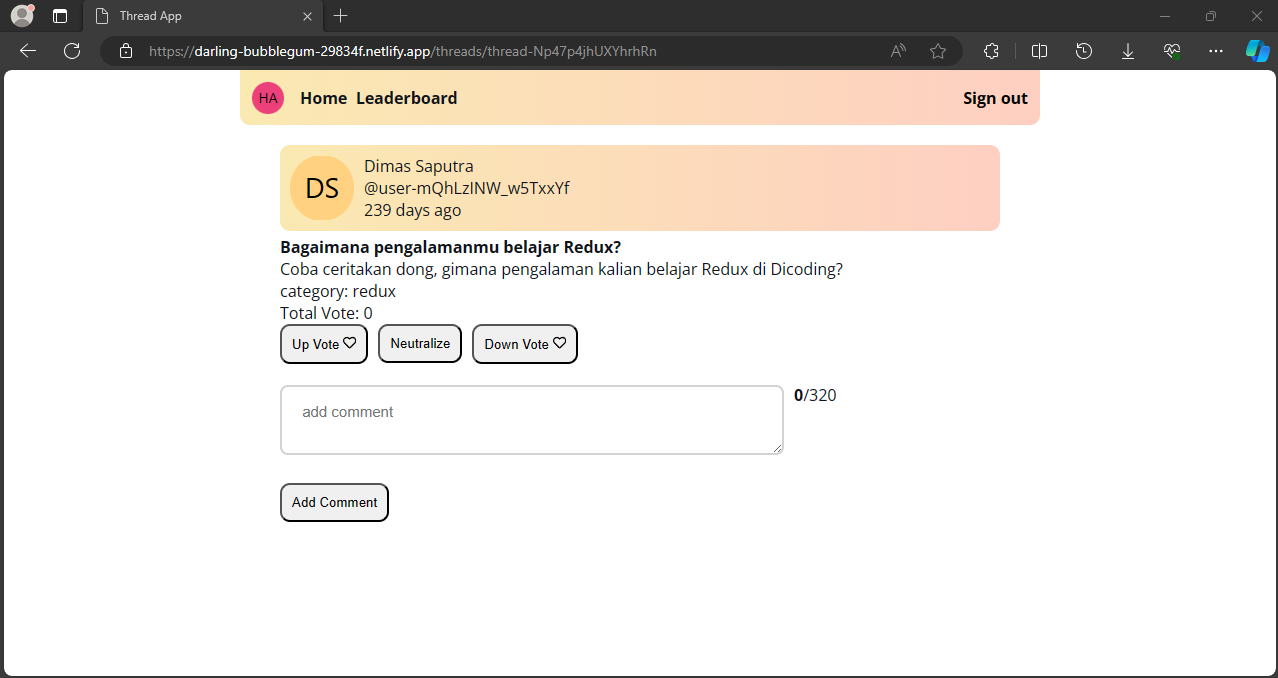 Thread App
https://darling-bubblegum-29834f.netlify.app/threads/thread-Np47p4jhUXYhrhRn
HA Home Leaderboard Sign out
DS
Dimas Saputra
@user-mQhLzINW_w5TxxYf
239 days ago
Bagaimana pengalamanmu belajar Redux?
Coba ceritakan dong, gimana pengalaman kalian belajar Redux di Dicoding?
category: redux
Total Vote: 0
Up Vote Neutralize Down Vote
add comment 0/320
Add Comment